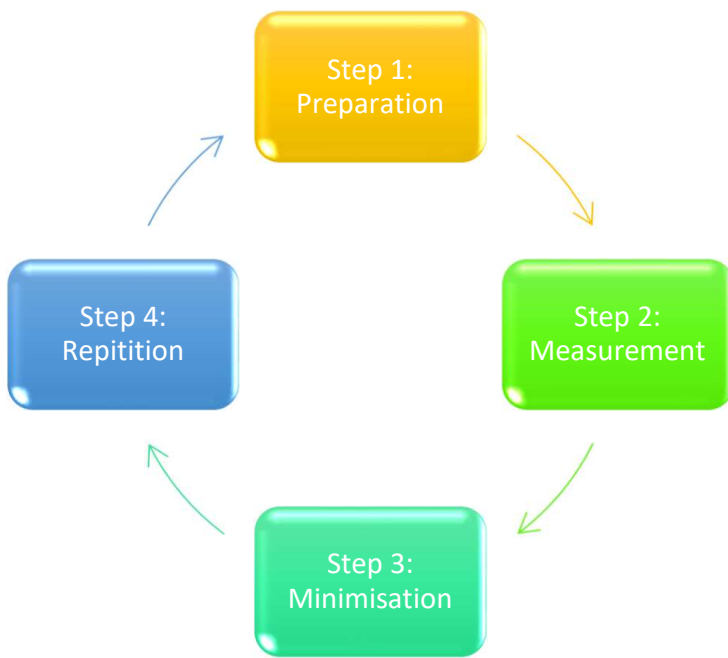 Step 1:
Preparation
Step 2:
Measurement
Step 3:
Minimisation
Step 4:
Repitition